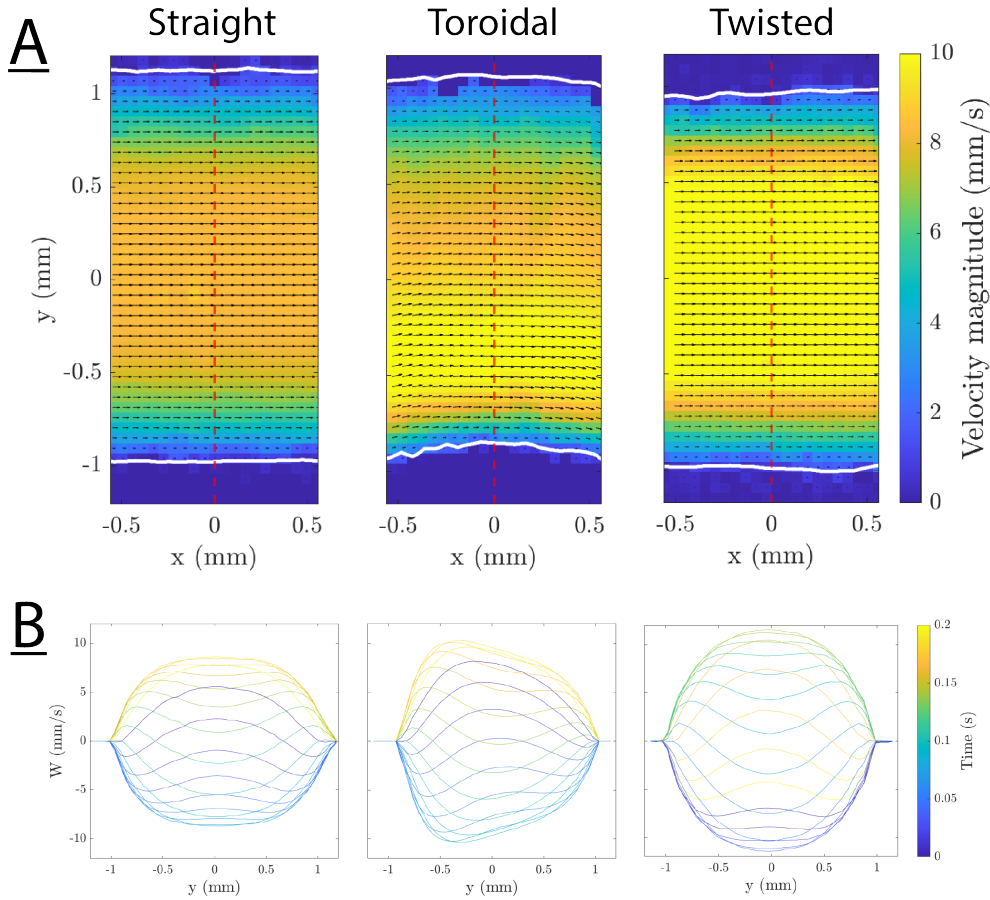 A
Straight
Toroidal
Twisted
y (mm)
1
0.5
0
-0.5
-1
-0.5 0 0.5
x (mm)
-0.5 0 0.5
x (mm)
-0.5 0 0.5
x (mm)
10
8
6
4
2
0
Velocity magnitude (mm/s)
B
W (mm/s)
10
5
0
-5
-10
-1 -0.5 0 0.5 1
y (mm)
-1 -0.5 0 0.5 1
y (mm)
-1 -0.5 0 0.5 1
y (mm)
0.2
0.15
0.1
0.05
0
Time (s)